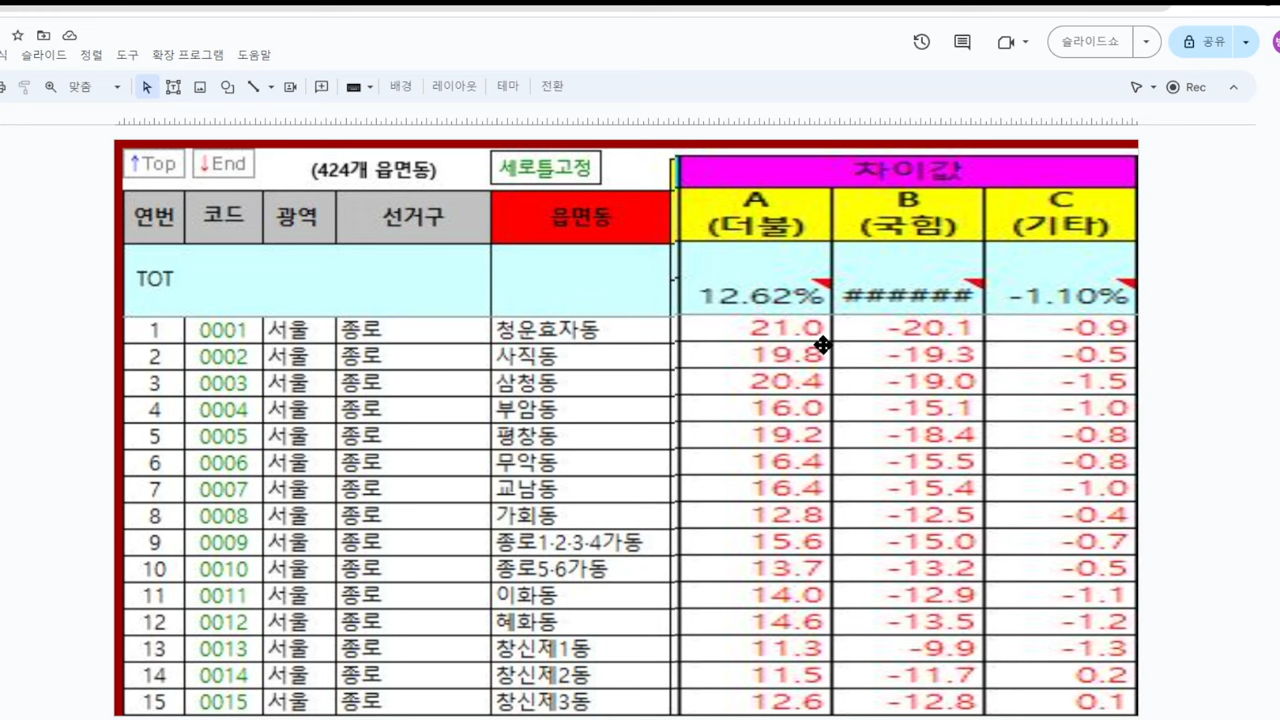 식 슬라이드 정렬 도구 확장 프로그램 도움말
슬라이드쇼 공유
맞춤 배경 레이아웃 테마 전환 Rec
↑Top ↓End (424개 읍면동) 세로틀고정 차이값
연번 코드 광역 선거구 읍면동 A (더불) B (국힘) C (기타)
TOT 12.62% ###### -1.10%
1 0001 서울 종로 청운효자동 21.0 -20.1 -0.9
2 0002 서울 종로 사직동 19.8 -19.3 -0.5
3 0003 서울 종로 삼청동 20.4 -19.0 -1.5
4 0004 서울 종로 부암동 16.0 -15.1 -1.0
5 0005 서울 종로 평창동 19.2 -18.4 -0.8
6 0006 서울 종로 무악동 16.4 -15.5 -0.8
7 0007 서울 종로 교남동 16.4 -15.4 -1.0
8 0008 서울 종로 가회동 12.8 -12.5 -0.4
9 0009 서울 종로 종로1·2·3·4가동 15.6 -15.0 -0.7
10 0010 서울 종로 종로5·6가동 13.7 -13.2 -0.5
11 0011 서울 종로 이화동 14.0 -12.9 -1.1
12 0012 서울 종로 혜화동 14.6 -13.5 -1.2
13 0013 서울 종로 창신제1동 11.3 -9.9 -1.3
14 0014 서울 종로 창신제2동 11.5 -11.7 0.2
15 0015 서울 종로 창신제3동 12.6 -12.8 0.1